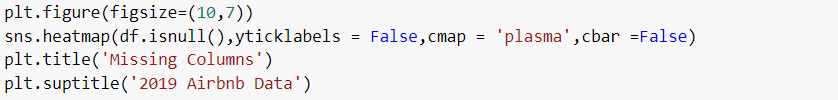 plt.figure(figsize=(10,7))
sns.heatmap(df.isnull(),yticklabels = False,cmap = 'plasma',cbar =False)
plt.title('Missing Columns')
plt.suptitle('2019 Airbnb Data')